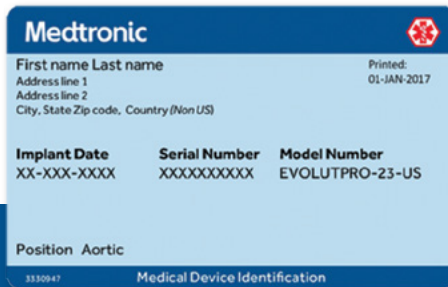 Medtronic
First name Last name
Printed:
Address line 1
01-JAN-2017
Address line 2
City, State Zip code, Country (Non US)
Implant Date Serial Number Model Number
XX-XXX-XXXX XXXXXXXXXX EVOLUTPRO-23-US
Position Aortic
3330947 Medical Device Identification